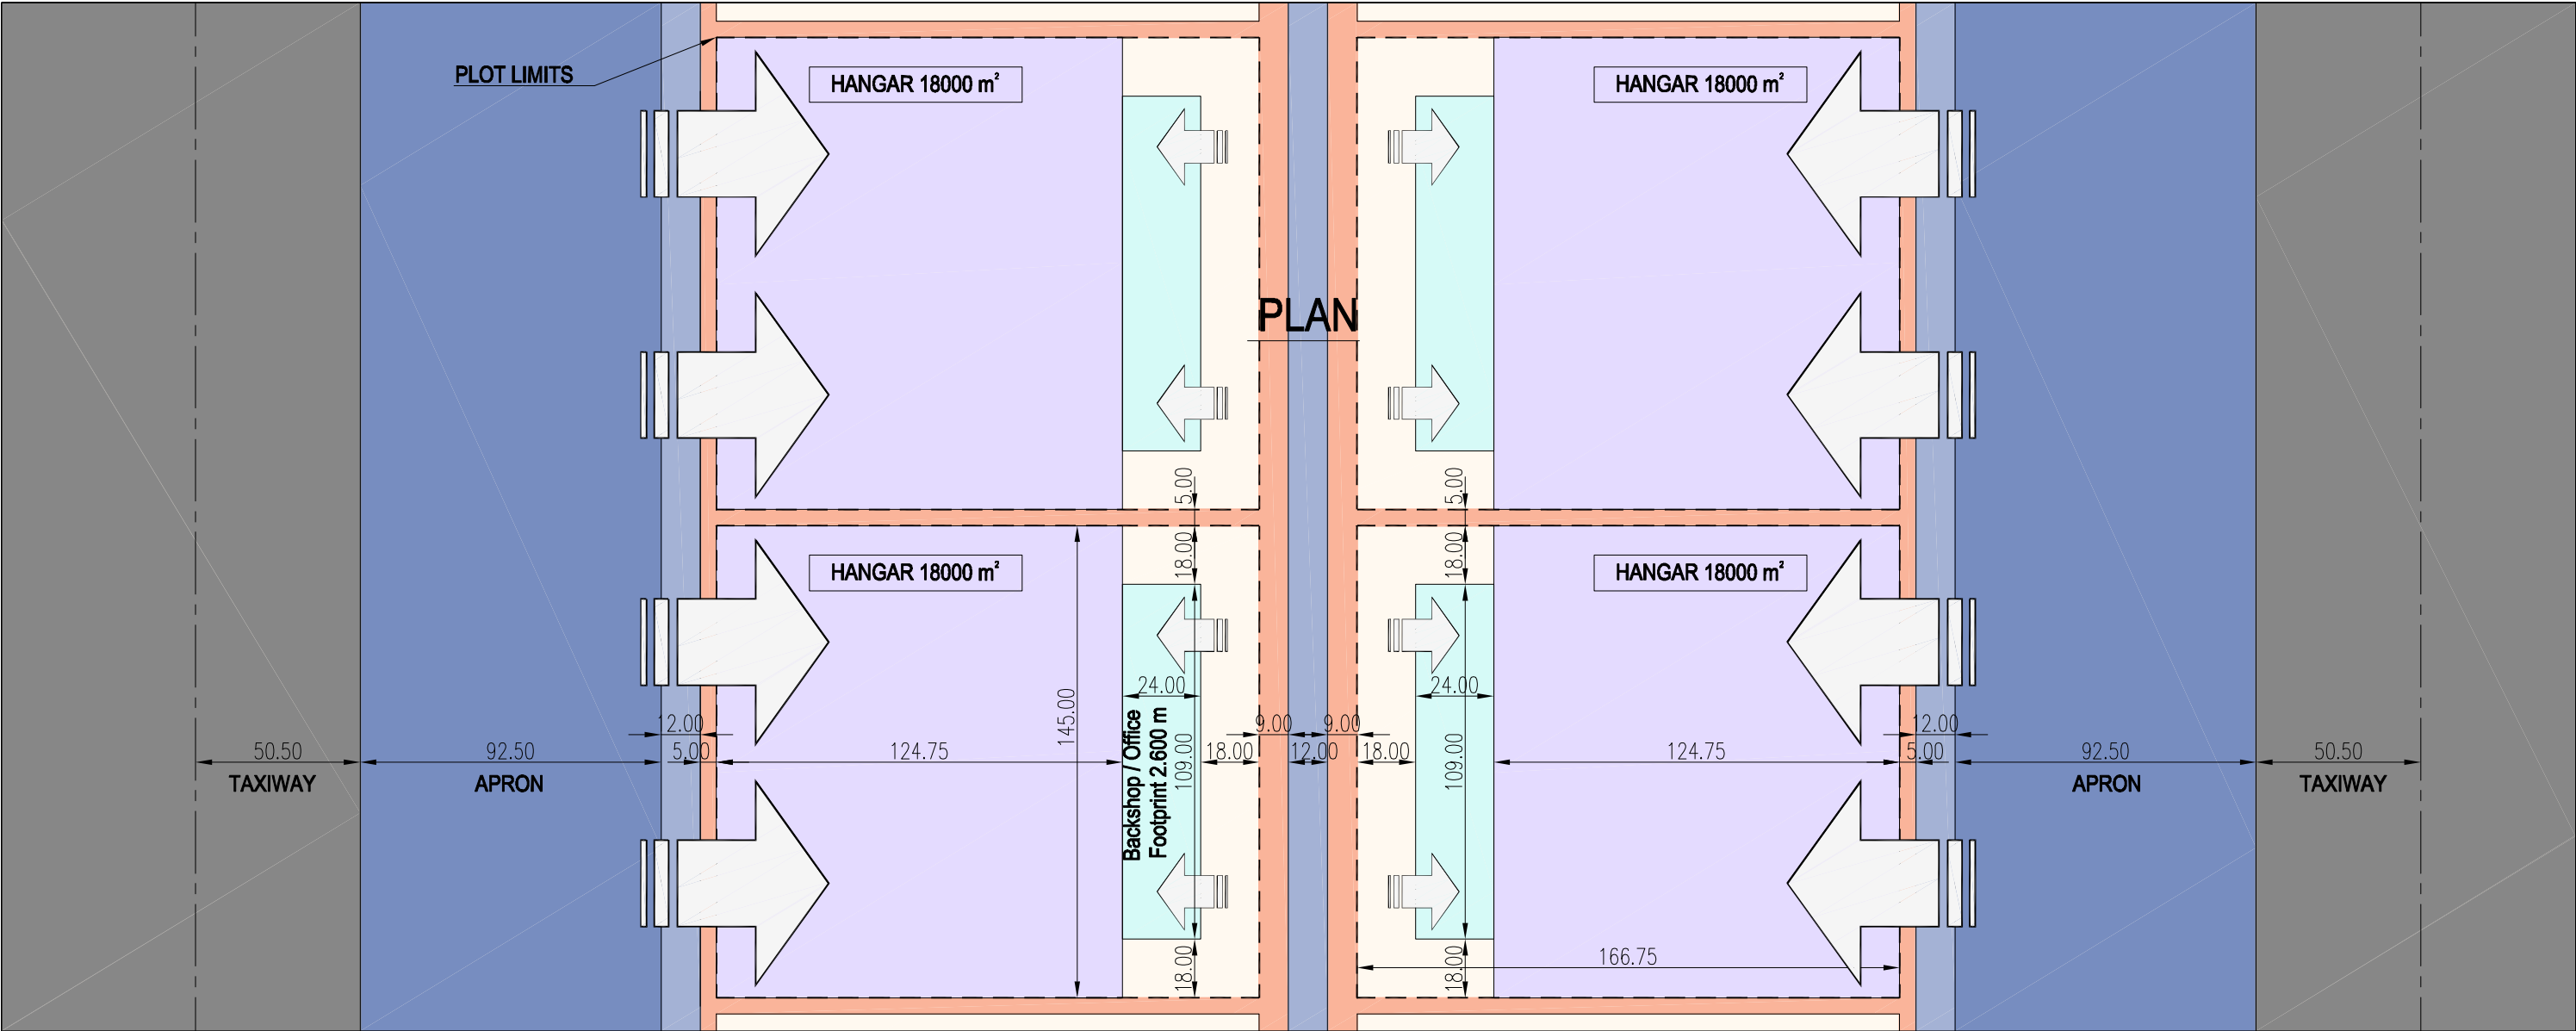 PLOT LIMITS
HANGAR 18000 m²
HANGAR 18000 m²
PLAN
5.00
5.00
18.00
18.00
HANGAR 18000 m²
HANGAR 18000 m²
24.00
24.00
145.00
Backshop / Office
Footprint 2.600 m
109.00
109.00
12.00
9.00
9.00
12.00
50.50
92.50
5.00
124.75
18.00
12.00
18.00
124.75
5.00
92.50
50.50
TAXIWAY
APRON
APRON
TAXIWAY
18.00
18.00
166.75